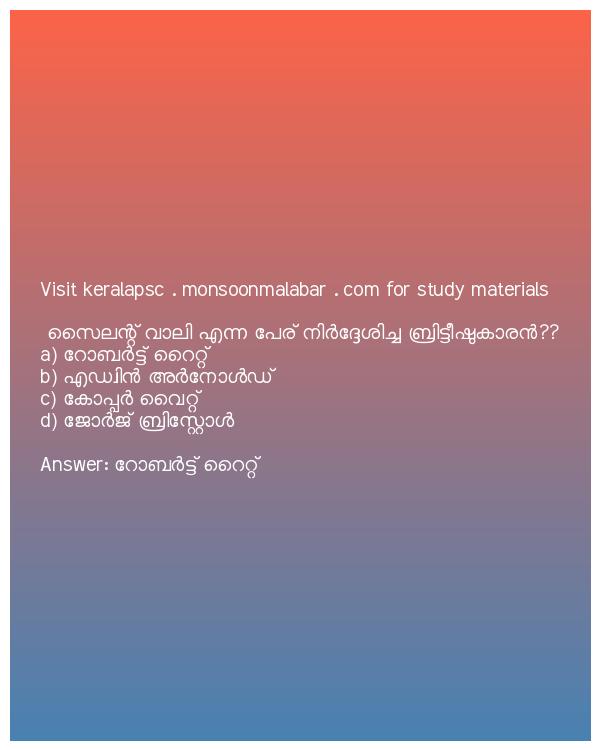 Visit keralapsc . monsoonmalabar . com for study materials
സൈലന്റ് വാലി എന്ന പേര് നിർദ്ദേശിച്ച ബ്രിട്ടീഷുകാരൻ??
a) റോബർട്ട് റൈറ്റ്
b) എഡ്വിൻ അർനോൾഡ്
c) കോപ്പർ വൈറ്റ്
d) ജോർജ് ബ്രിസ്റ്റോൾ
Answer: റോബർട്ട് റൈറ്റ്